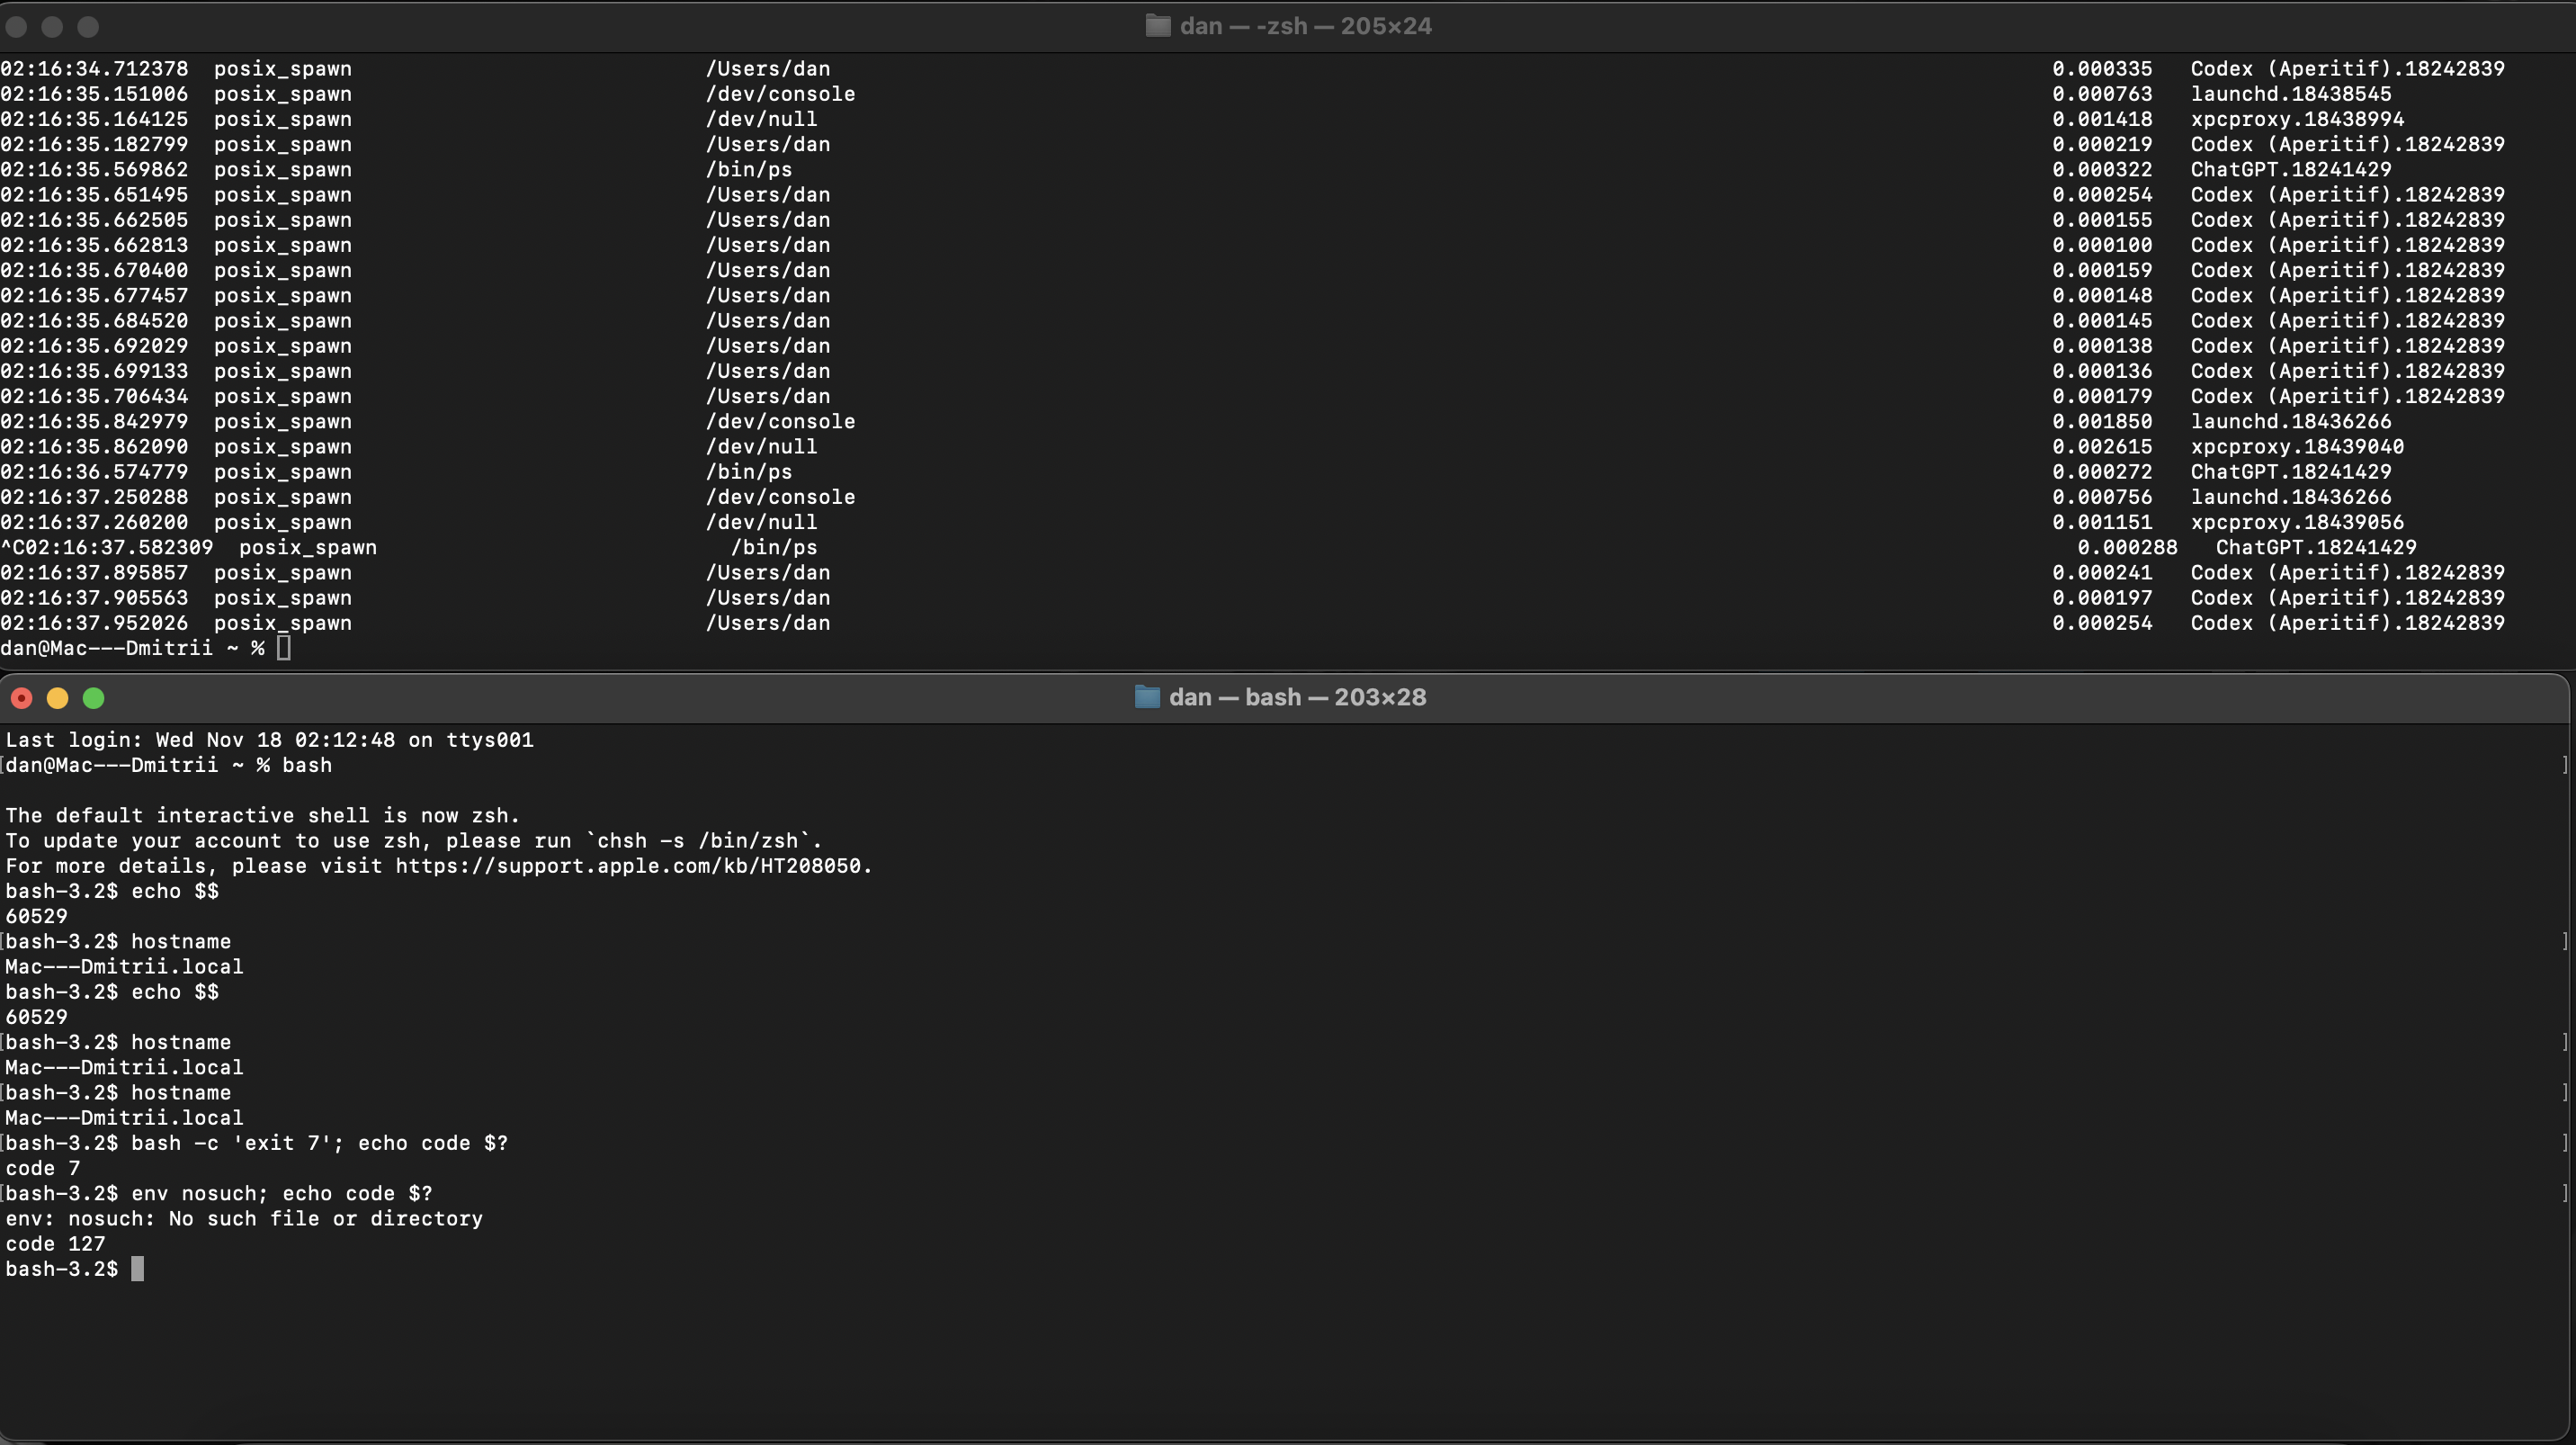 dan — -zsh — 205×24
02:16:34.712378  posix_spawn  /Users/dan  0.000335  Codex (Aperitif).18242839
02:16:35.151006  posix_spawn  /dev/console  0.000763  launchd.18438545
02:16:35.164125  posix_spawn  /dev/null  0.001418  xpcproxy.18438994
02:16:35.182799  posix_spawn  /Users/dan  0.000219  Codex (Aperitif).18242839
02:16:35.569862  posix_spawn  /bin/ps  0.000322  ChatGPT.18241429
02:16:35.651495  posix_spawn  /Users/dan  0.000254  Codex (Aperitif).18242839
02:16:35.662505  posix_spawn  /Users/dan  0.000155  Codex (Aperitif).18242839
02:16:35.662813  posix_spawn  /Users/dan  0.000100  Codex (Aperitif).18242839
02:16:35.670400  posix_spawn  /Users/dan  0.000159  Codex (Aperitif).18242839
02:16:35.677457  posix_spawn  /Users/dan  0.000148  Codex (Aperitif).18242839
02:16:35.684520  posix_spawn  /Users/dan  0.000145  Codex (Aperitif).18242839
02:16:35.692029  posix_spawn  /Users/dan  0.000138  Codex (Aperitif).18242839
02:16:35.699133  posix_spawn  /Users/dan  0.000136  Codex (Aperitif).18242839
02:16:35.706434  posix_spawn  /Users/dan  0.000179  Codex (Aperitif).18242839
02:16:35.842979  posix_spawn  /dev/console  0.001850  launchd.18436266
02:16:35.862090  posix_spawn  /dev/null  0.002615  xpcproxy.18439040
02:16:36.574779  posix_spawn  /bin/ps  0.000272  ChatGPT.18241429
02:16:37.250288  posix_spawn  /dev/console  0.000756  launchd.18436266
02:16:37.260200  posix_spawn  /dev/null  0.001151  xpcproxy.18439056
^C02:16:37.582309  posix_spawn  /bin/ps  0.000288  ChatGPT.18241429
02:16:37.895857  posix_spawn  /Users/dan  0.000241  Codex (Aperitif).18242839
02:16:37.905563  posix_spawn  /Users/dan  0.000197  Codex (Aperitif).18242839
02:16:37.952026  posix_spawn  /Users/dan  0.000254  Codex (Aperitif).18242839
dan@Mac---Dmitrii ~ %
dan — bash — 203×28
Last login: Wed Nov 18 02:12:48 on ttys001
[dan@Mac---Dmitrii ~ % bash ]
The default interactive shell is now zsh.
To update your account to use zsh, please run `chsh -s /bin/zsh`.
For more details, please visit https://support.apple.com/kb/HT208050.
bash-3.2$ echo $$
60529
[bash-3.2$ hostname ]
Mac---Dmitrii.local
bash-3.2$ echo $$
60529
[bash-3.2$ hostname ]
Mac---Dmitrii.local
[bash-3.2$ hostname ]
Mac---Dmitrii.local
[bash-3.2$ bash -c 'exit 7'; echo code $? ]
code 7
[bash-3.2$ env nosuch; echo code $? ]
env: nosuch: No such file or directory
code 127
bash-3.2$